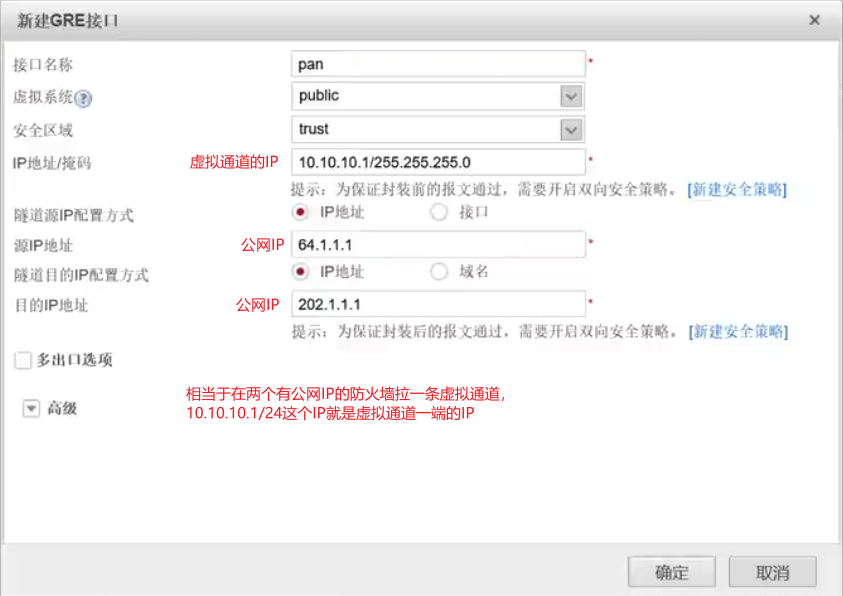 新建GRE接口
接口名称 pan *
虚拟系统 ? public
安全区域 trust
IP地址/掩码 虚拟通道的IP 10.10.10.1/255.255.255.0 *
提示：为保证封装前的报文通过，需要开启双向安全策略。 [新建安全策略]
隧道源IP配置方式 IP地址 接口
源IP地址 公网IP 64.1.1.1 *
隧道目的IP配置方式 IP地址 域名
目的IP地址 公网IP 202.1.1.1 *
提示：为保证封装后的报文通过，需要开启双向安全策略。 [新建安全策略]
多出口选项
相当于在两个有公网IP的防火墙拉一条虚拟通道，
高级
10.10.10.1/24这个IP就是虚拟通道一端的IP
确定 取消